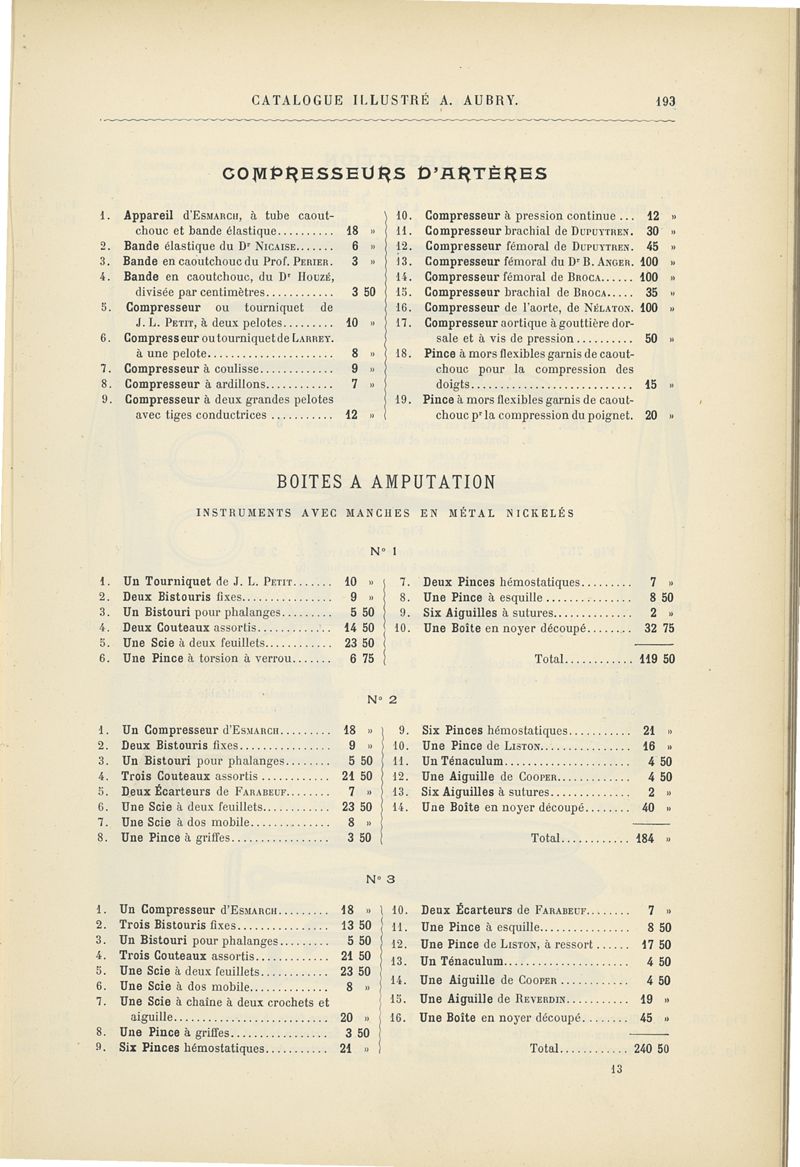 CATALOGUE ILLUSTRÉ A. AUBRY. 193
COMPRESSEURS D'ARTÈRES
1. Appareil d'ESMARCH, à tube caout-
chouc et bande élastique.......... 18 »
2. Bande élastique du Dr NICAISE....... 6 »
3. Bande en caoutchouc du Prof. PERIER. 3 »
4. Bande en caoutchouc, du Dr HOUZÉ,
divisée par centimètres............ 3 50
5. Compresseur ou tourniquet de
J. L. PETIT, à deux pelotes......... 10 »
6. Compresseur ou tourniquet de LARREY.
à une pelote...................... 8 »
7. Compresseur à coulisse............. 9 »
8. Compresseur à ardillons............ 7 »
9. Compresseur à deux grandes pelotes
avec tiges conductrices ........... 12 »
10. Compresseur à pression continue ... 12 »
11. Compresseur brachial de DUPUYTREN. 30 »
12. Compresseur fémoral de DUPUYTREN. 45 »
13. Compresseur fémoral du Dr B. ANGER. 100 »
14. Compresseur fémoral de BROCA...... 100 »
15. Compresseur brachial de BROCA..... 35 »
16. Compresseur de l'aorte, de NÉLATON. 100 »
17. Compresseur aortique à gouttière dor-
sale et à vis de pression.......... 50 »
18. Pince à mors flexibles garnis de caout-
chouc pour la compression des
doigts............................ 15 »
19. Pince à mors flexibles garnis de caout-
chouc pr la compression du poignet. 20 »
BOITES A AMPUTATION
INSTRUMENTS AVEC MANCHES EN MÉTAL NICKELÉS
N° 1
1. Un Tourniquet de J. L. PETIT....... 10 »
2. Deux Bistouris fixes................ 9 »
3. Un Bistouri pour phalanges......... 5 50
4. Deux Couteaux assortis............. 14 50
5. Une Scie à deux feuillets............ 23 50
6. Une Pince à torsion à verrou....... 6 75
7. Deux Pinces hémostatiques......... 7 »
8. Une Pince à esquille ............... 8 50
9. Six Aiguilles à sutures.............. 2 »
10. Une Boîte en noyer découpé........ 32 75
Total............ 119 50
N° 2
1. Un Compresseur d'ESMARCH......... 18 »
2. Deux Bistouris fixes................ 9 »
3. Un Bistouri pour phalanges........ 5 50
4. Trois Couteaux assortis ............ 21 50
5. Deux Écarteurs de FARABEUF........ 7 »
6. Une Scie à deux feuillets............ 23 50
7. Une Scie à dos mobile.............. 8 »
8. Une Pince à griffes................. 3 50
9. Six Pinces hémostatiques........... 21 »
10. Une Pince de LISTON................ 16 »
11. Un Ténaculum...................... 4 50
12. Une Aiguille de COOPER............. 4 50
13. Six Aiguilles à sutures.............. 2 »
14. Une Boîte en noyer découpé........ 40 »
Total............ 184 »
N° 3
1. Un Compresseur d'ESMARCH......... 18 »
2. Trois Bistouris fixes................ 13 50
3. Un Bistouri pour phalanges......... 5 50
4. Trois Couteaux assortis............. 21 50
5. Une Scie à deux feuillets............ 23 50
6. Une Scie à dos mobile.............. 8 »
7. Une Scie à chaîne à deux crochets et
aiguille........................... 20 »
8. Une Pince à griffes................. 3 50
9. Six Pinces hémostatiques........... 21 »
10. Deux Écarteurs de FARABEUF........ 7 »
11. Une Pince à esquille................ 8 50
12. Une Pince de LISTON, à ressort ...... 17 50
13. Un Ténaculum...................... 4 50
14. Une Aiguille de COOPER ............ 4 50
15. Une Aiguille de REVERDIN........... 19 »
16. Une Boîte en noyer découpé........ 45 »
Total............ 240 50
13